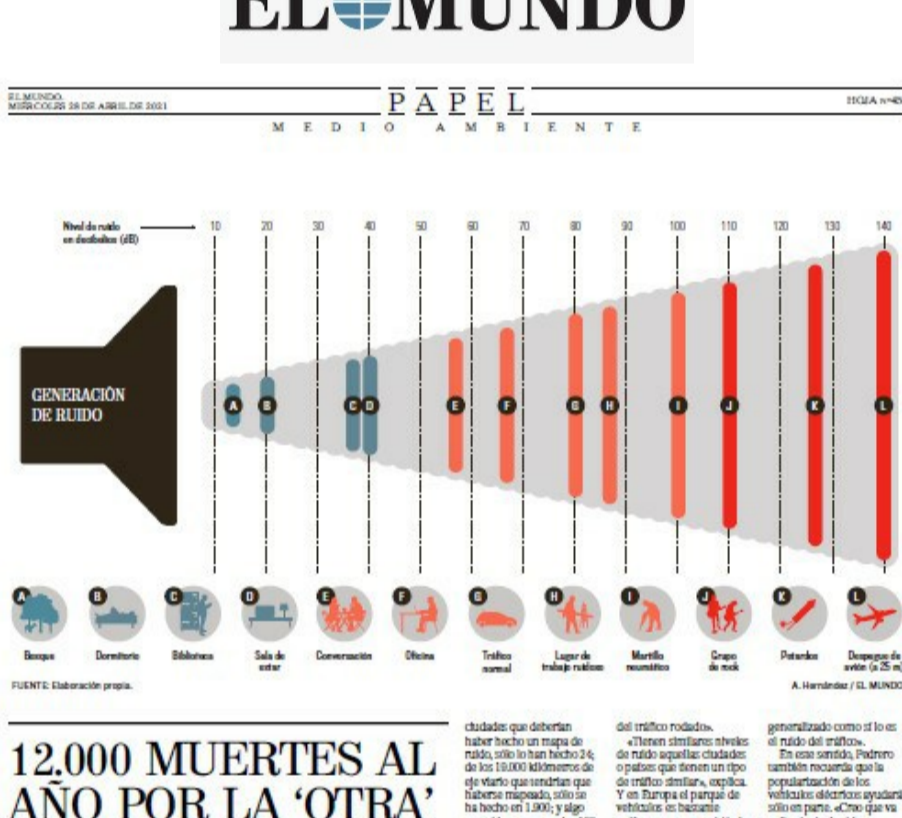 EL MUNDO
EL MUNDO.
MIÉRCOLES 28 DE ABRIL DE 2021
PAPEL
HOJA nº45
MEDIO AMBIENTE
Nivel de ruido
en decibelios (dB)
10 20 30 40 50 60 70 80 90 100 110 120 130 140
GENERACIÓN
DE RUIDO
A B C D E F G H I J K L
A B C D E F G H I J K L
Bosque Dormitorio Biblioteca Sala de estar Conversación Oficina Tráfico normal Lugar de trabajo ruidoso Martillo neumático Grupo de rock Petardos Despegue de avión (a 25 m)
FUENTE: Elaboración propia.
A. Hernández / EL MUNDO
12.000 MUERTES AL
AÑO POR LA ‘OTRA’
ciudades que deberían
haber hecho un mapa de
ruido, sólo lo han hecho 24;
de los 19.000 kilómetros de
eje viario que tendrían que
haberse mapeado, sólo se
ha hecho en 1.900; y algo
del tráfico rodado».
«Tienen similares niveles
de ruido aquellas ciudades
o países que tienen un tipo
de tráfico similar», explica.
Y en Europa el parque de
vehículos es bastante
generalizado como sí lo es
el ruido del tráfico».
En ese sentido, Pedrero
también recuerda que la
popularización de los
vehículos eléctricos ayudará
sólo en parte. «Creo que va